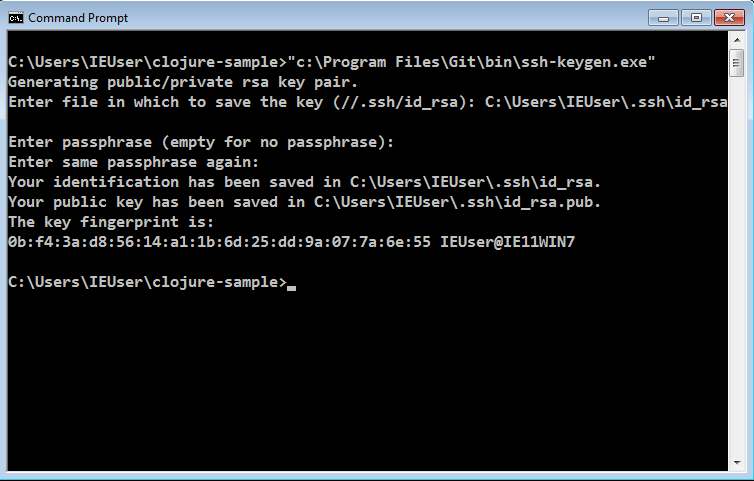 Command Prompt
C:\Users\IEUser\clojure-sample>"c:\Program Files\Git\bin\ssh-keygen.exe"
Generating public/private rsa key pair.
Enter file in which to save the key (//.ssh/id_rsa): C:\Users\IEUser\.ssh\id_rsa
Enter passphrase (empty for no passphrase):
Enter same passphrase again:
Your identification has been saved in C:\Users\IEUser\.ssh\id_rsa.
Your public key has been saved in C:\Users\IEUser\.ssh\id_rsa.pub.
The key fingerprint is:
0b:f4:3a:d8:56:14:a1:1b:6d:25:dd:9a:07:7a:6e:55 IEUser@IE11WIN7
C:\Users\IEUser\clojure-sample>